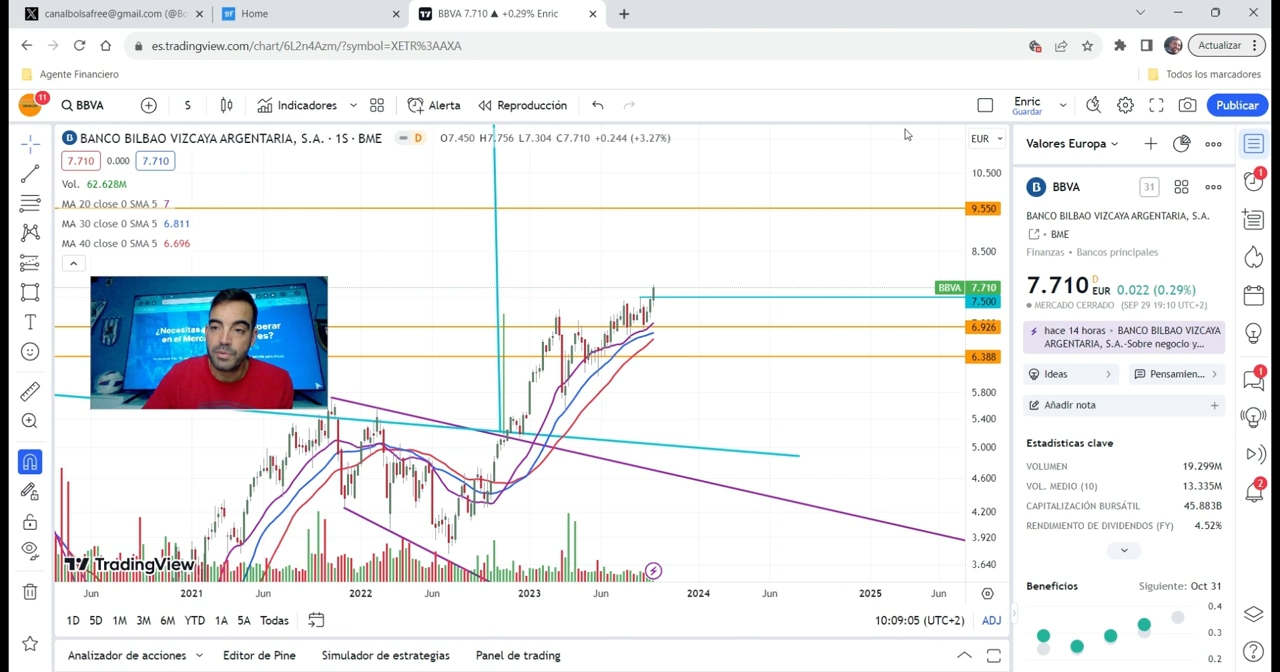 canalbolsafree@gmail.com (@Bo
Home
BBVA 7.710 ▲ +0.29% Enric
es.tradingview.com/chart/6L2n4Azm/?symbol=XETR%3AAXA
Actualizar
Agente Financiero
Todos los marcadores
11
BBVA
S
Indicadores
Alerta
Reproducción
Enric
Guardar
Publicar
BANCO BILBAO VIZCAYA ARGENTARIA, S.A. · 1S · BME
D
O7.450 H7.756 L7.304 C7.710 +0.244 (+3.27%)
EUR
7.710
0.000
7.710
Vol. 62.628M
MA 20 close 0 SMA 5 7
MA 30 close 0 SMA 5 6.811
MA 40 close 0 SMA 5 6.696
10.500
9.550
8.500
BBVA 7.710
7.500
6.926
6.388
5.800
5.400
5.000
4.600
4.200
3.920
3.640
¿Necesitas
erar
en el Merca
es?
TradingView
Jun
2021
Jun
2022
Jun
2023
Jun
2024
Jun
2025
Jun
1D 5D 1M 3M 6M YTD 1A 5A Todas
10:09:05 (UTC+2)
ADJ
Analizador de acciones
Editor de Pine
Simulador de estrategias
Panel de trading
Valores Europa
BBVA
31
BANCO BILBAO VIZCAYA ARGENTARIA, S.A.
BME
Finanzas • Bancos principales
7.710 D EUR 0.022 (0.29%)
MERCADO CERRADO (SEP 29 19:10 UTC+2)
hace 14 horas • BANCO BILBAO VIZCAYA
ARGENTARIA, S.A.-Sobre negocio y...
Ideas
Pensamien...
Añadir nota
Estadísticas clave
VOLUMEN 19.299M
VOL. MEDIO (10) 13.335M
CAPITALIZACIÓN BURSÁTIL 45.883B
RENDIMIENTO DE DIVIDENDOS (FY) 4.52%
Beneficios
Siguiente: Oct 31
0.4
0.3
0.2
1
1
2